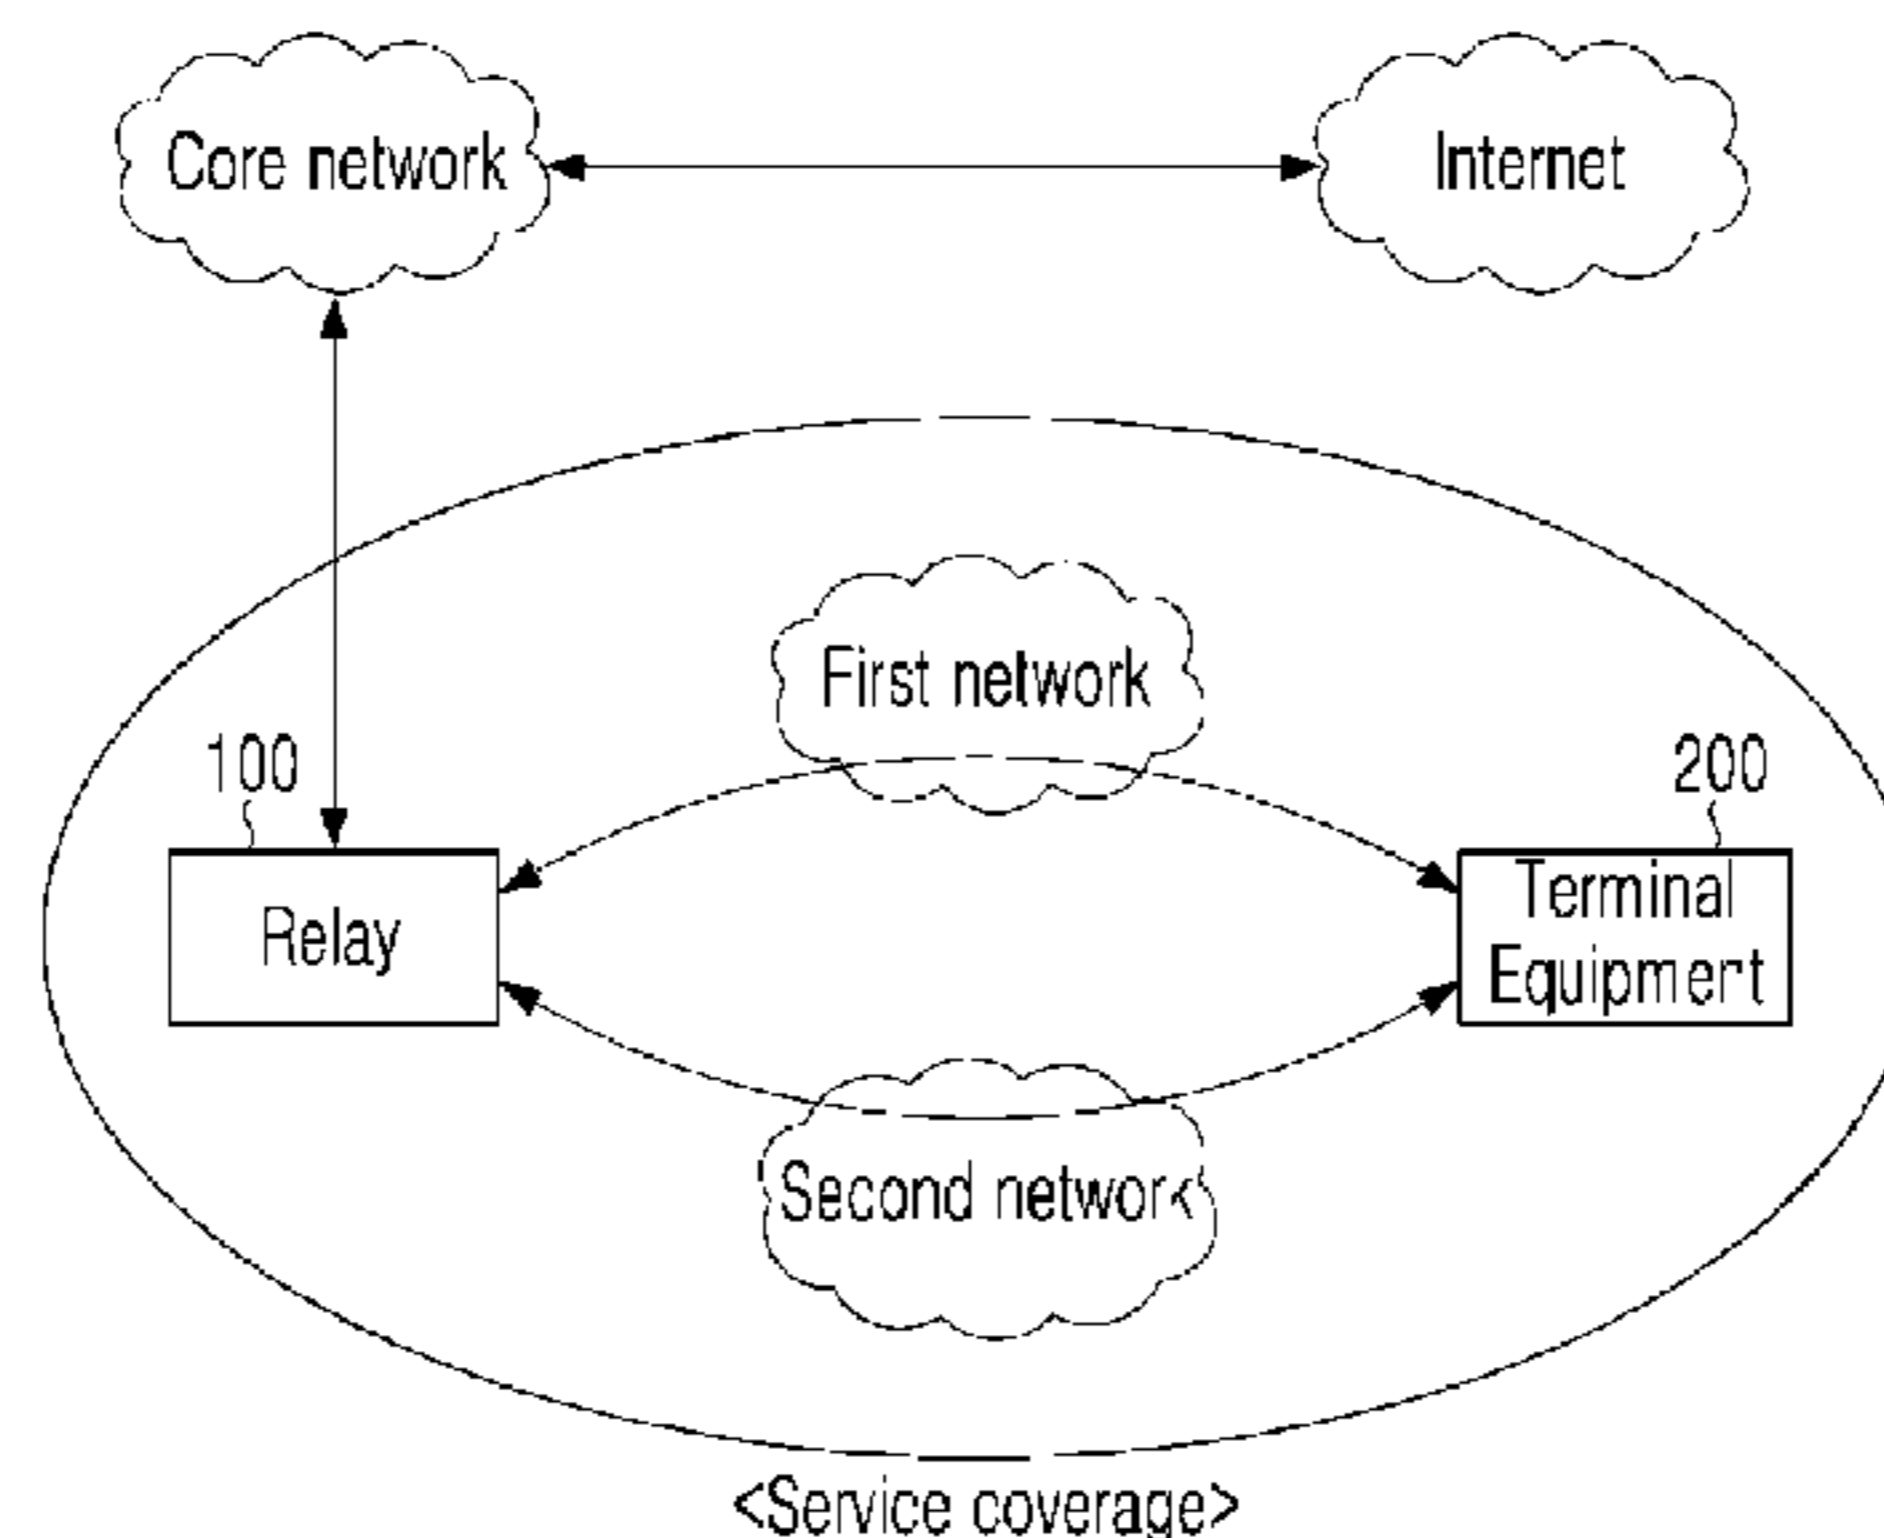 Core network
Internet
First network
100
200
Relay
Terminal
Equipment
Second network
<Service coverage>